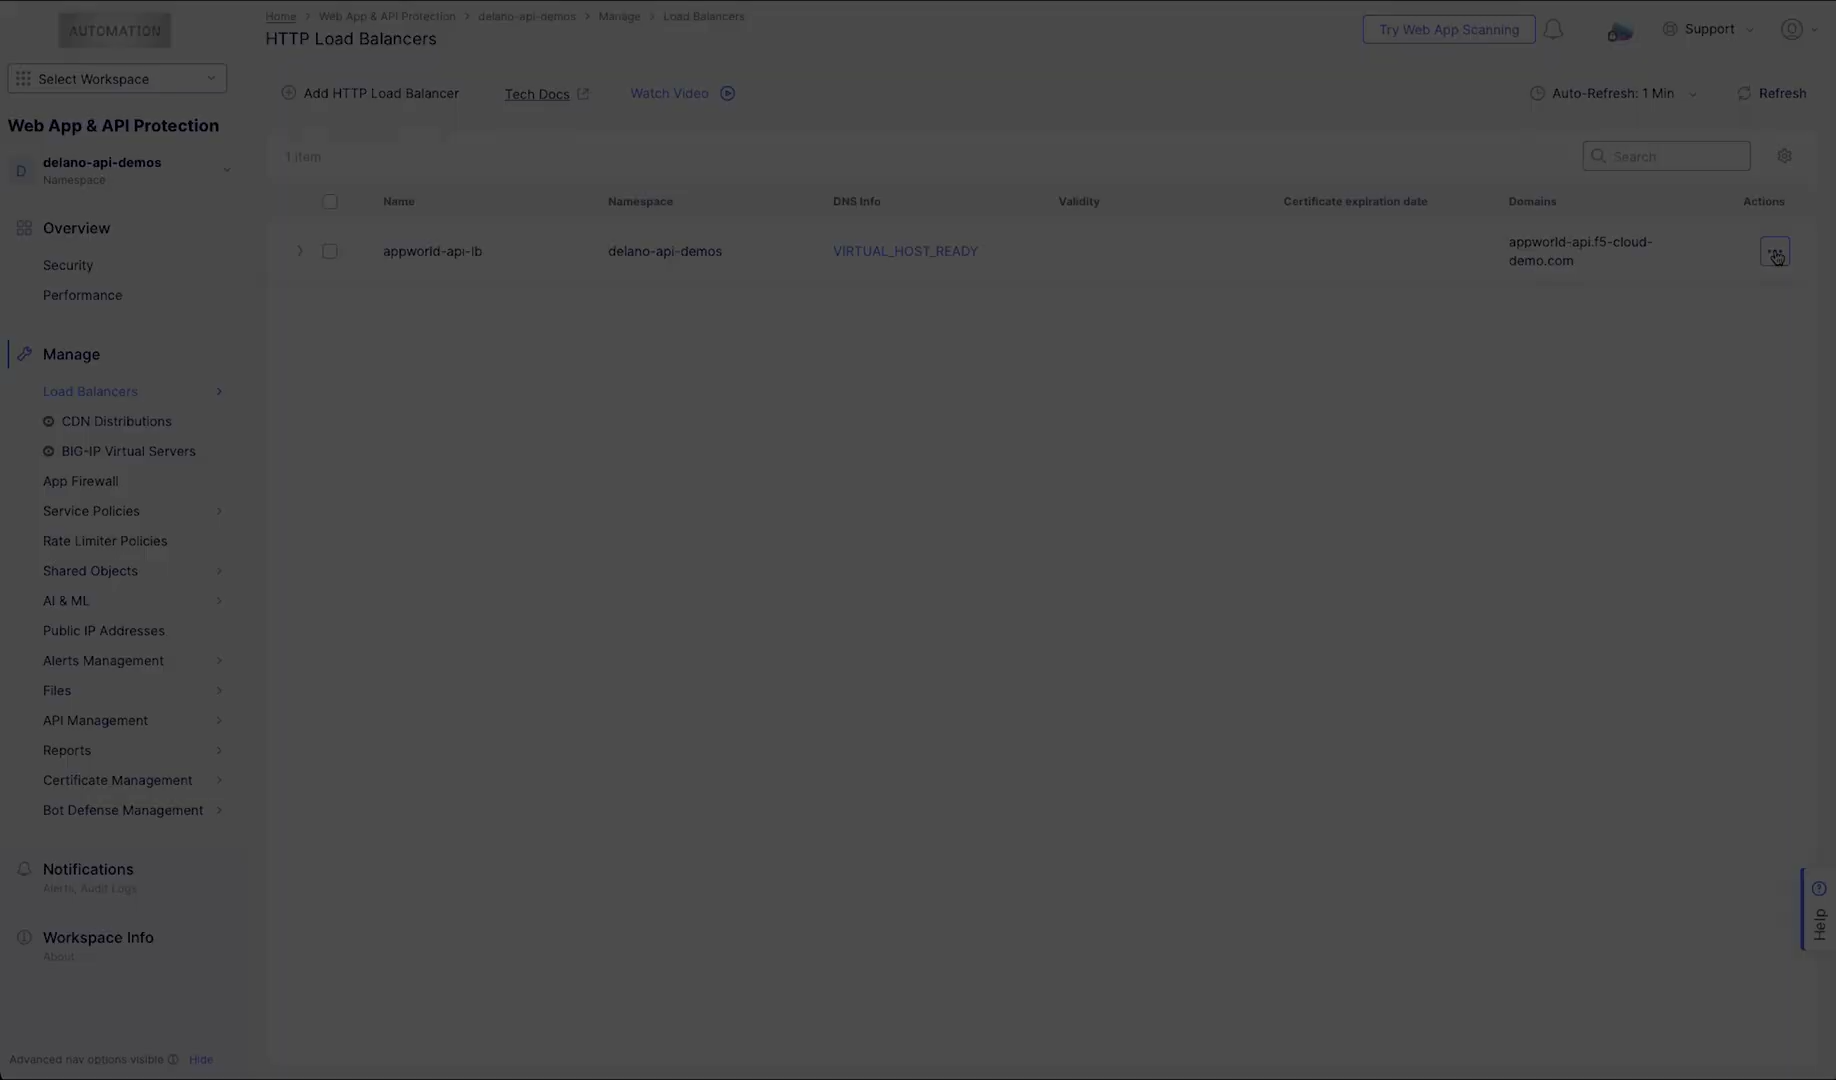 Home > Web App & API Protection > delano-api-demos > Manage > Load Balancers
AUTOMATION
HTTP Load Balancers
Try Web App Scanning
Support
Select Workspace
Add HTTP Load Balancer
Tech Docs
Watch Video
Auto-Refresh: 1 Min
Refresh
Web App & API Protection
D
delano-api-demos
Namespace
1 item
Search
Name
Namespace
DNS Info
Validity
Certificate expiration date
Domains
Actions
appworld-api-lb
delano-api-demos
VIRTUAL_HOST_READY
appworld-api.f5-cloud-
demo.com
Overview
Security
Performance
Manage
Load Balancers
CDN Distributions
BIG-IP Virtual Servers
App Firewall
Service Policies
Rate Limiter Policies
Shared Objects
AI & ML
Public IP Addresses
Alerts Management
Files
API Management
Reports
Certificate Management
Bot Defense Management
Notifications
Alerts, Audit Logs
Workspace Info
About
Help
Advanced nav options visible
Hide